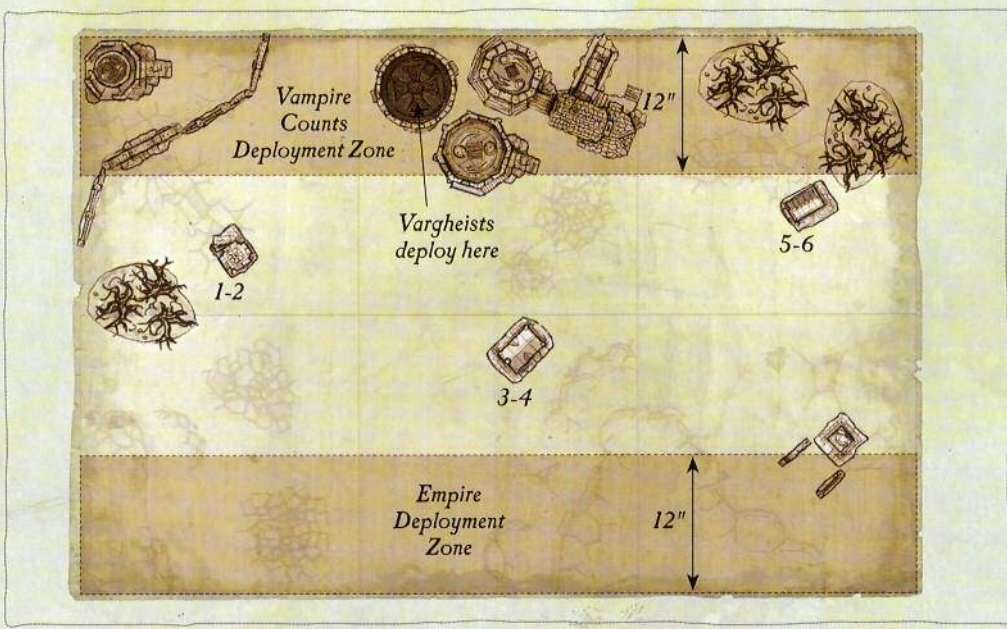 Vampire
Counts
Deployment Zone
12"
Vargheists
deploy here
5-6
1-2
3-4
Empire
Deployment
Zone
12"